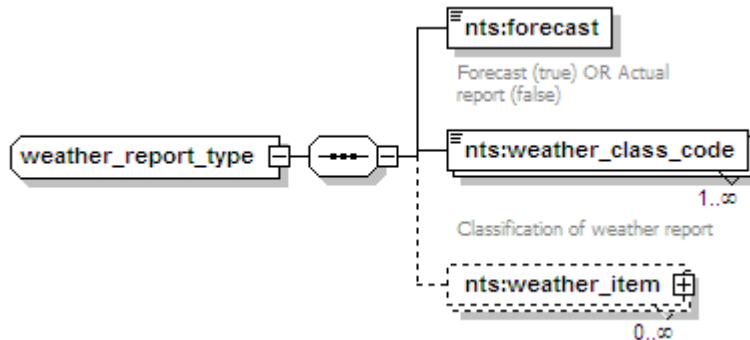 nts:forecast
Forecast (true) OR Actual
report (false)
weather_report_type
nts:weather_class_code
1..∞
Classification of weather report
nts:weather_item
0..∞